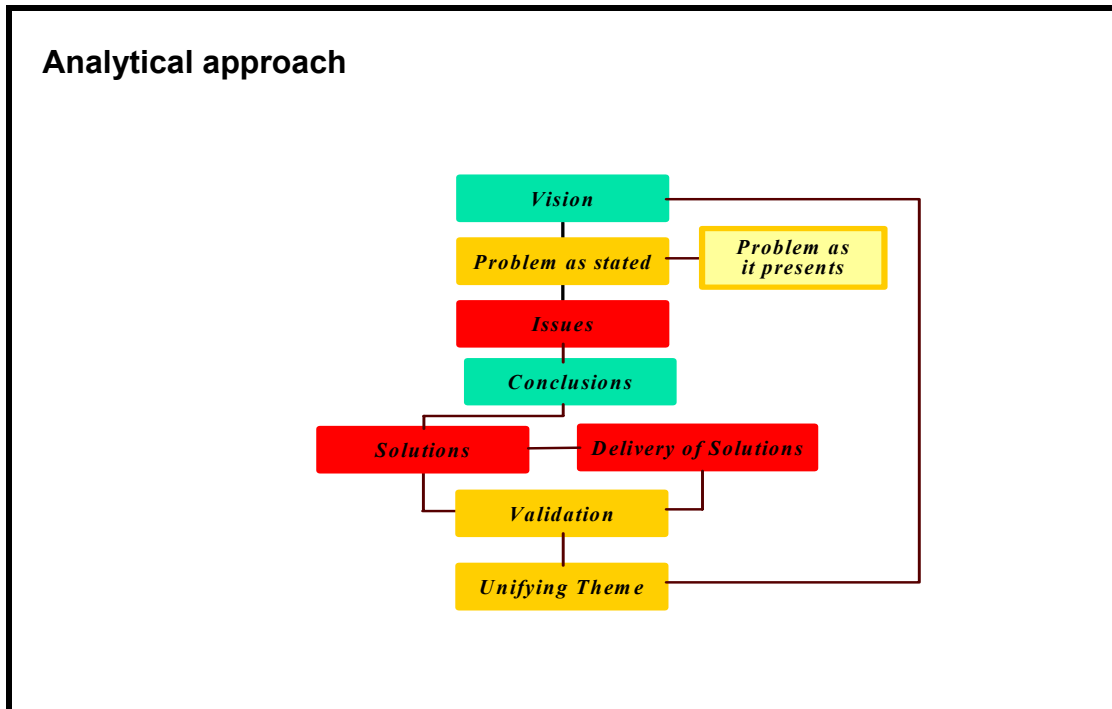 Analytical approach
Vision
Problem as stated
Problem as
it presents
Issues
Conclusions
Solutions
Delivery of Solutions
Validation
Unifying Theme